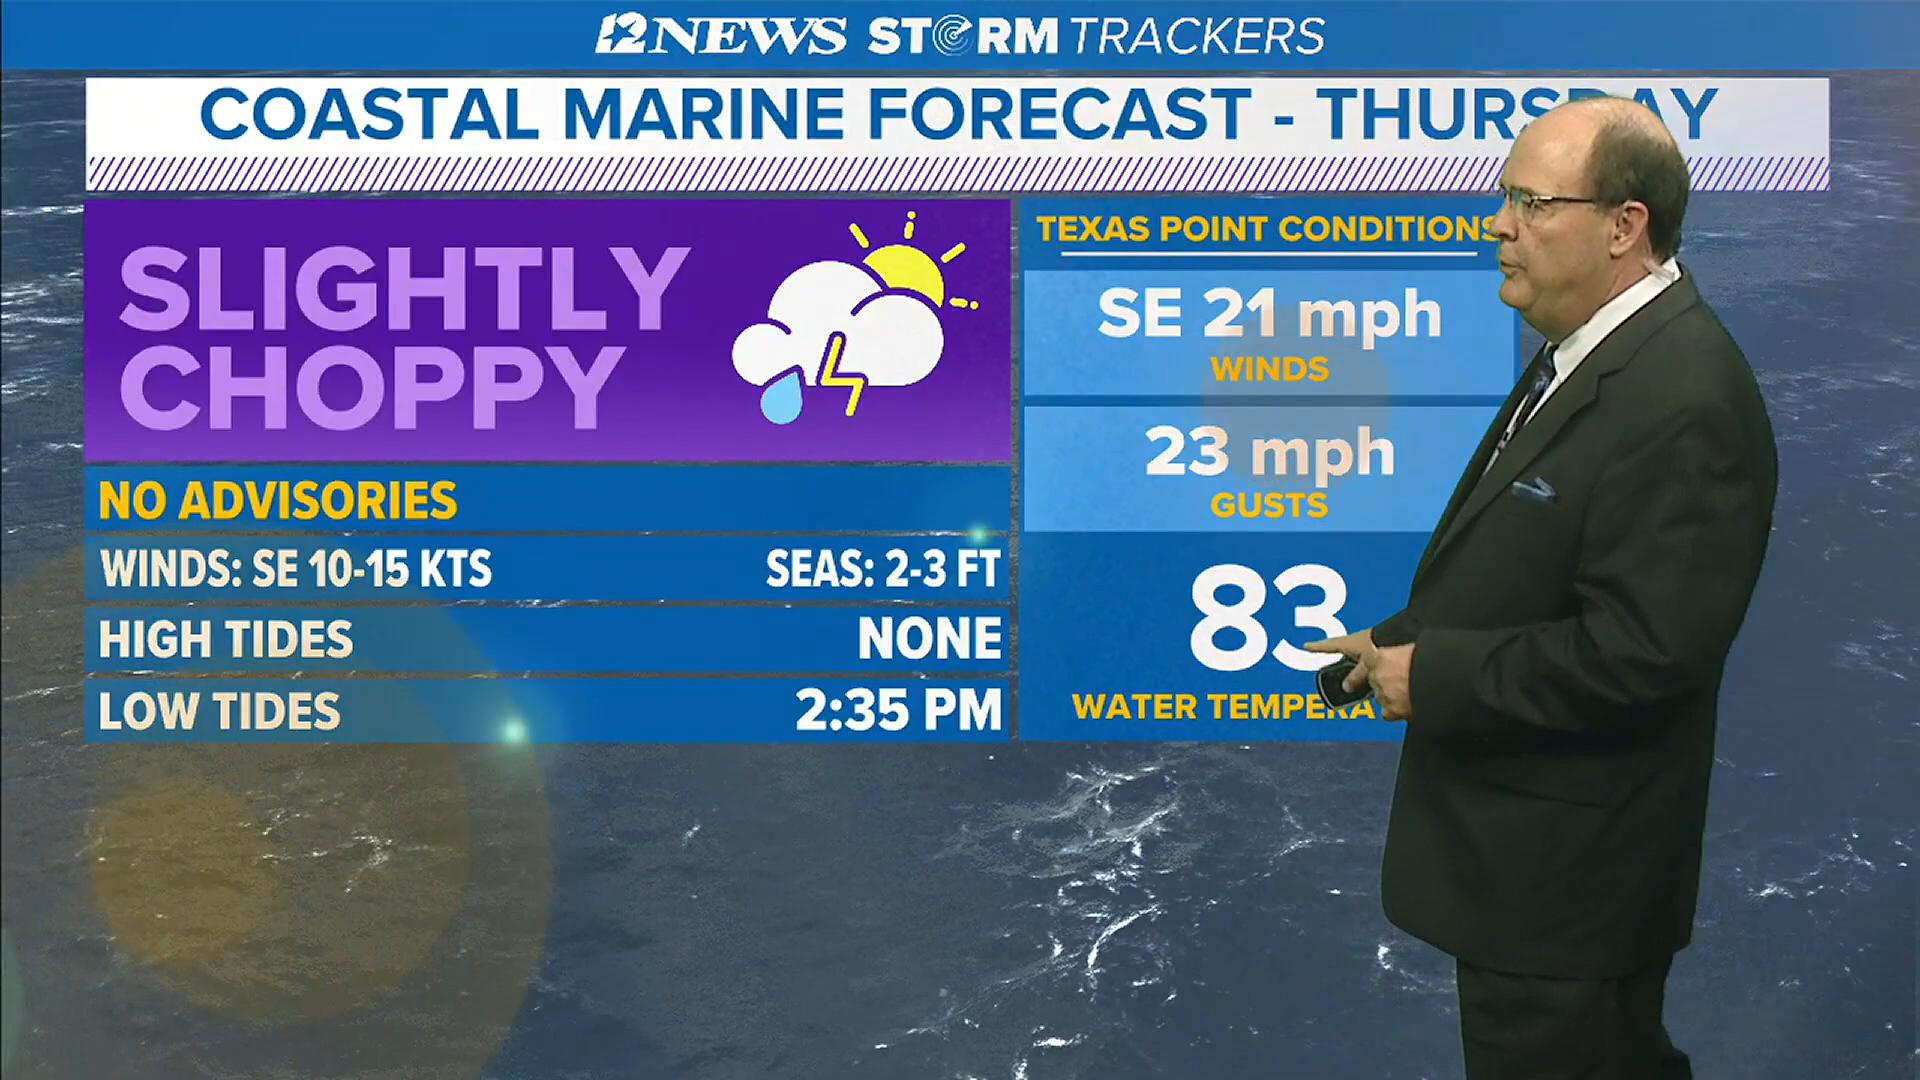 12NEWS STORM TRACKERS
COASTAL MARINE FORECAST - THURSDAY
SLIGHTLY
CHOPPY
NO ADVISORIES
WINDS: SE 10-15 KTS SEAS: 2-3 FT
HIGH TIDES NONE
LOW TIDES 2:35 PM
TEXAS POINT CONDITIONS
SE 21 mph
WINDS
23 mph
GUSTS
83
WATER